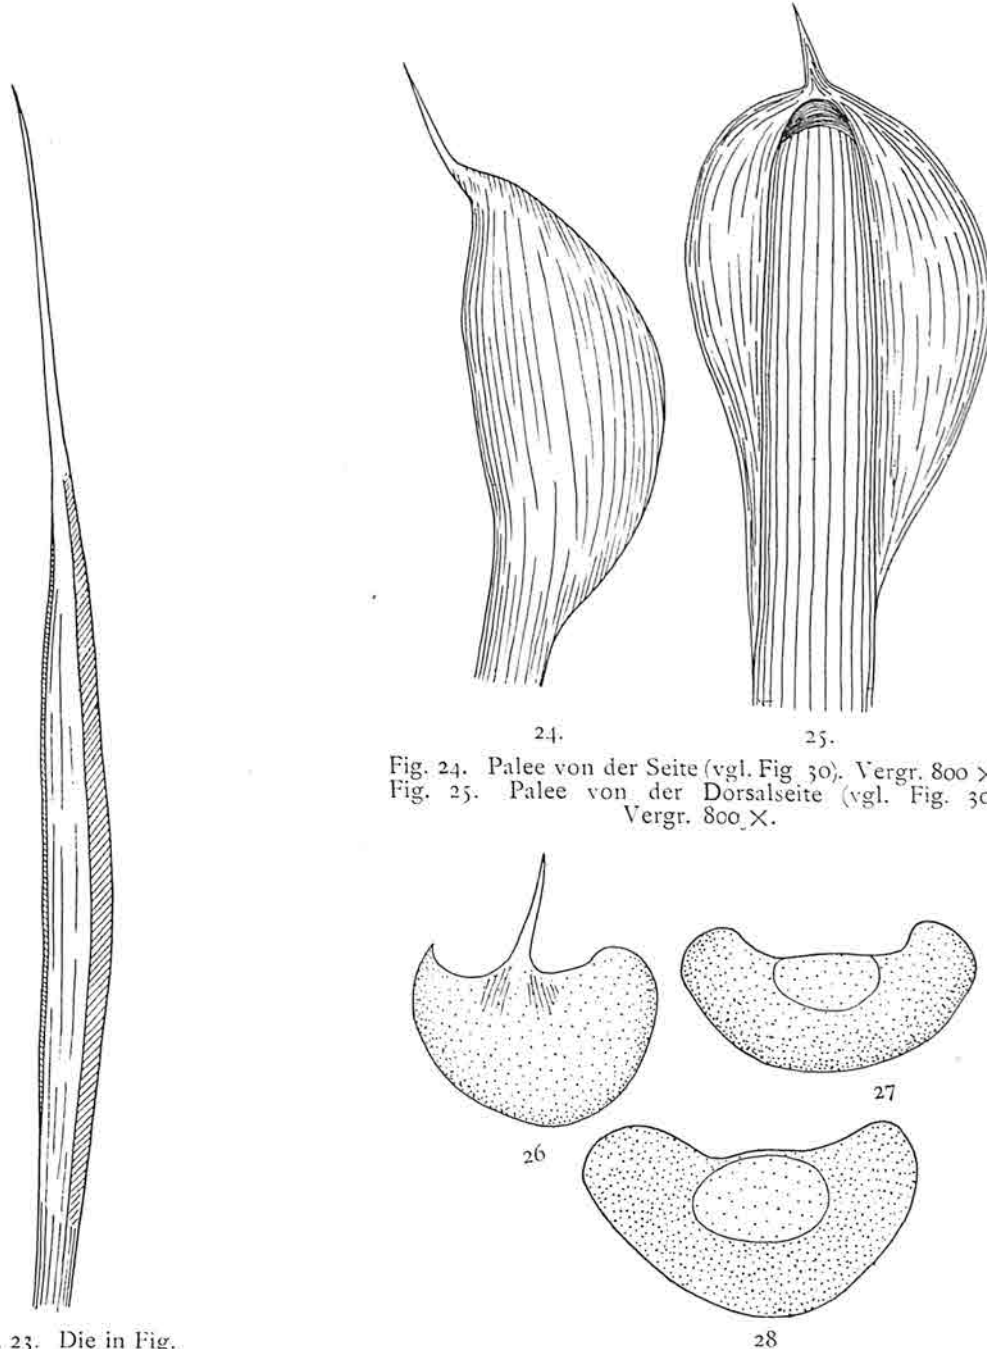 24. 25.
Fig. 24. Palee von der Seite (vgl. Fig 30). Vergr. 800 ×
Fig. 25. Palee von der Dorsalseite (vgl. Fig. 30
Vergr. 800 ×.
27
26
28
23. Die in Fig.